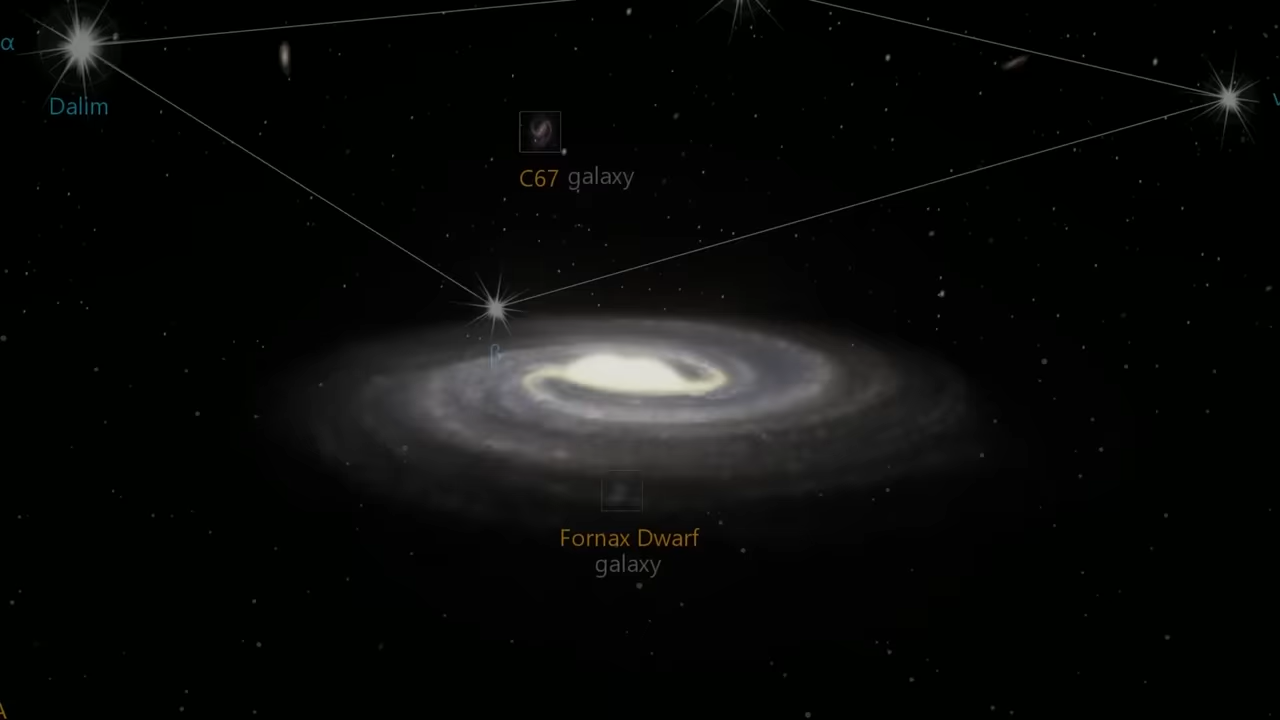 α
Dalim
C67 galaxy
β
Fornax Dwarf
galaxy